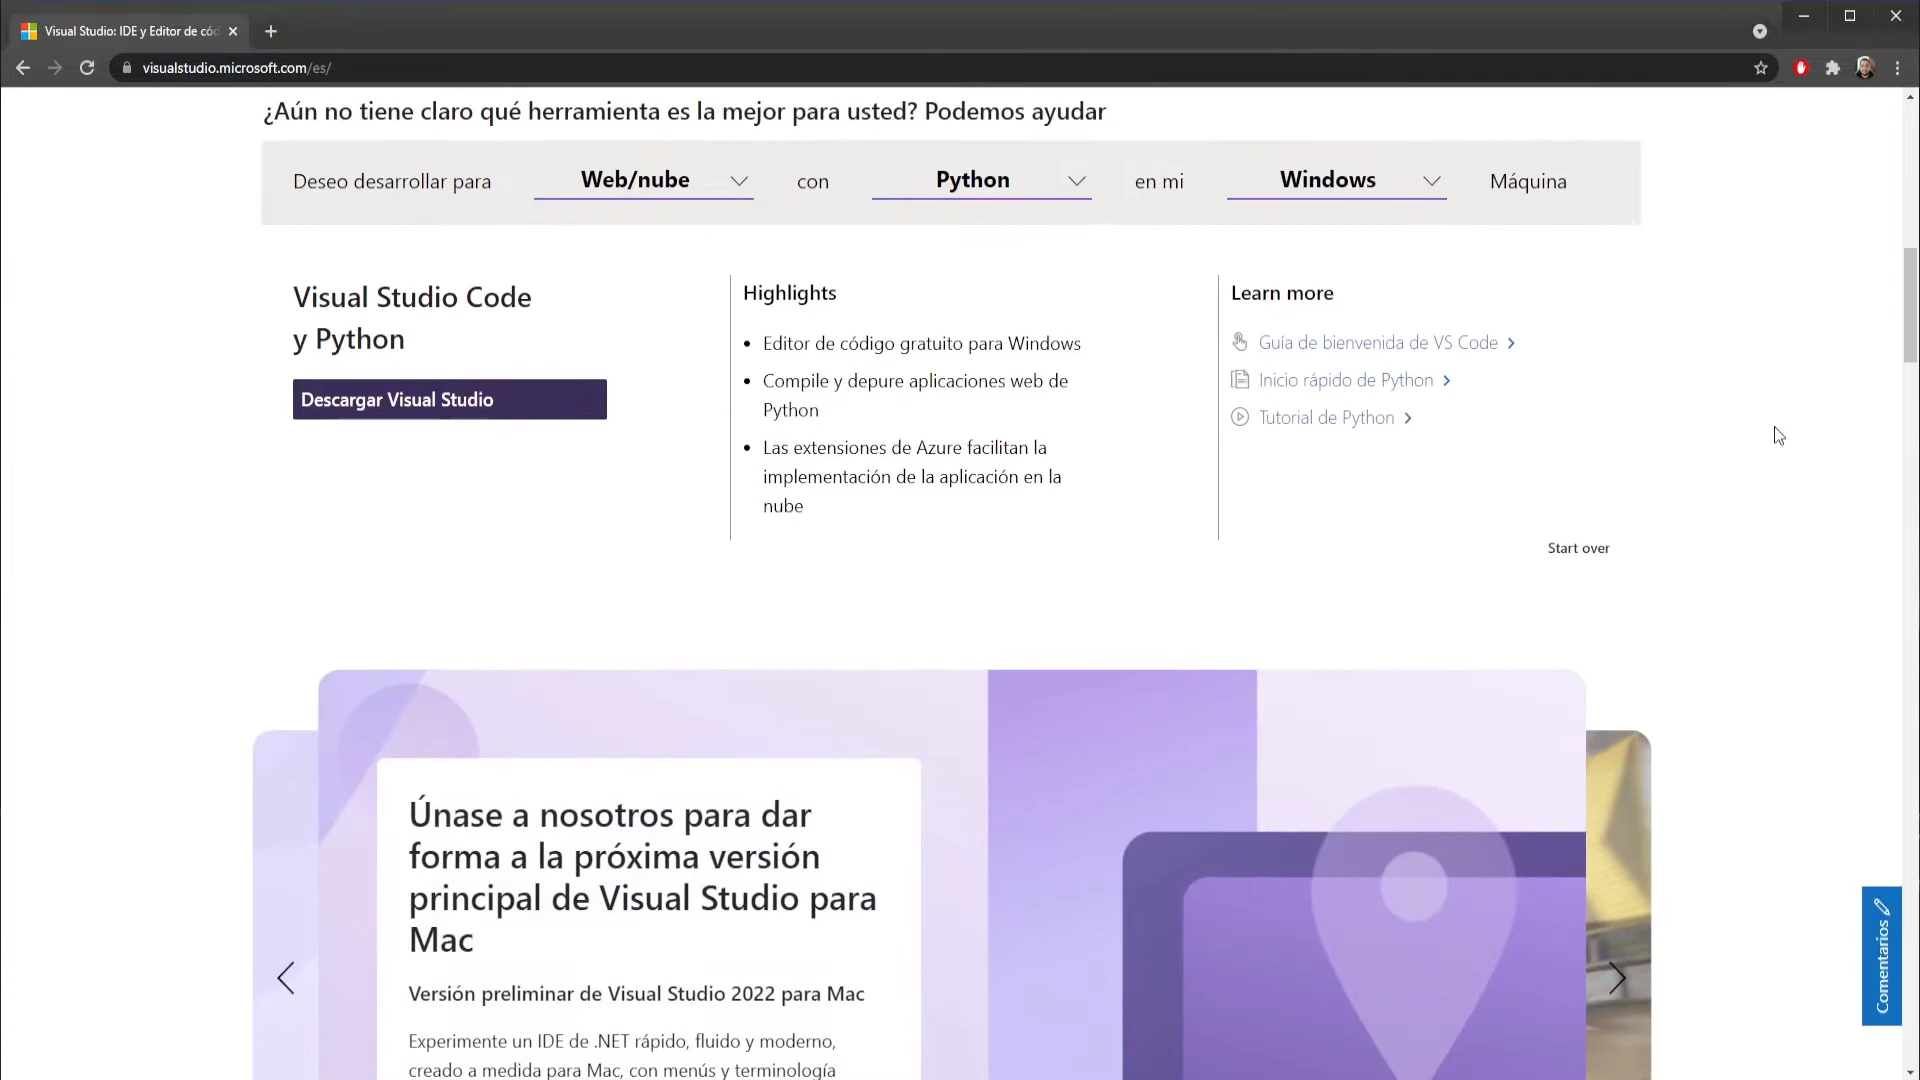 Visual Studio: IDE y Editor de cód
visualstudio.microsoft.com/es/
¿Aún no tiene claro qué herramienta es la mejor para usted? Podemos ayudar
Deseo desarrollar para Web/nube con Python en mi Windows Máquina
Visual Studio Code
y Python
Descargar Visual Studio
Highlights
Editor de código gratuito para Windows
Compile y depure aplicaciones web de
Python
Las extensiones de Azure facilitan la
implementación de la aplicación en la
nube
Learn more
Guía de bienvenida de VS Code
Inicio rápido de Python
Tutorial de Python
Start over
Únase a nosotros para dar
forma a la próxima versión
principal de Visual Studio para
Mac
Versión preliminar de Visual Studio 2022 para Mac
Experimente un IDE de .NET rápido, fluido y moderno,
creado a medida para Mac, con menús y terminología
Comentarios